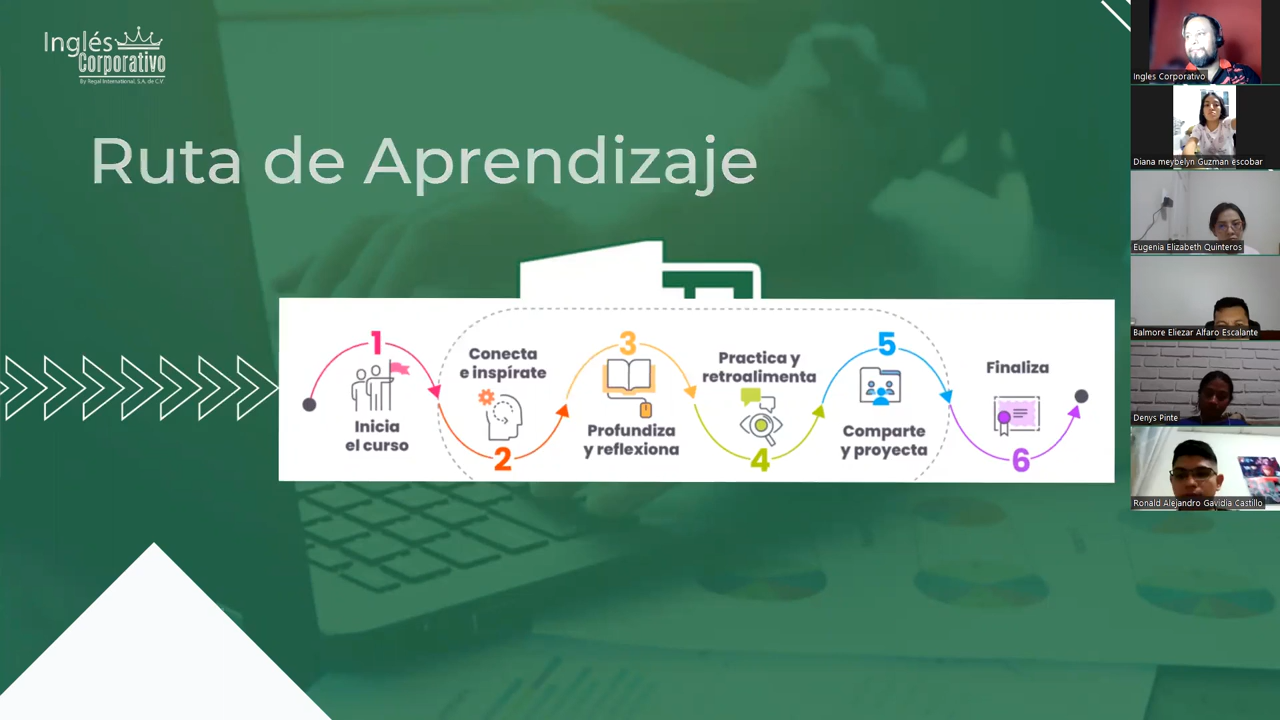 Inglés
Corporativo
By Regal International, S.A. de C.V
Ruta de Aprendizaje
1
Inicia
el curso
Conecta
e inspírate
2
3
Profundiza
y reflexiona
Practica y
retroalimenta
4
5
Comparte
y proyecta
Finaliza
6
Ingles Corporativo
Diana meybelyn Guzman escobar
Eugenia Elizabeth Quinteros
Balmore Eliezar Alfaro Escalante
Denys Pinte
Ronald Alejandro Gavidia Castillo